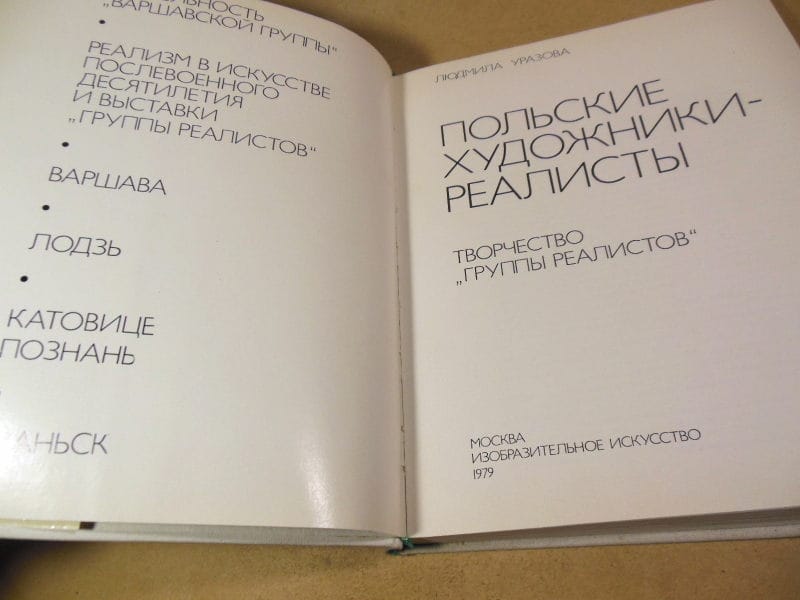 „ВАРШАВСКОЙ ГРУППЫ“
•
РЕАЛИЗМ В ИСКУССТВЕ
ПОСЛЕВОЕННОГО
ДЕСЯТИЛЕТИЯ
И ВЫСТАВКИ
„ГРУППЫ РЕАЛИСТОВ“
•
ВАРШАВА
•
ЛОДЗЬ
•
КАТОВИЦЕ
ПОЗНАНЬ
ЛЮДМИЛА УРАЗОВА
ПОЛЬСКИЕ
ХУДОЖНИКИ-
РЕАЛИСТЫ
ТВОРЧЕСТВО
„ГРУППЫ РЕАЛИСТОВ“
МОСКВА
ИЗОБРАЗИТЕЛЬНОЕ ИСКУССТВО
1979